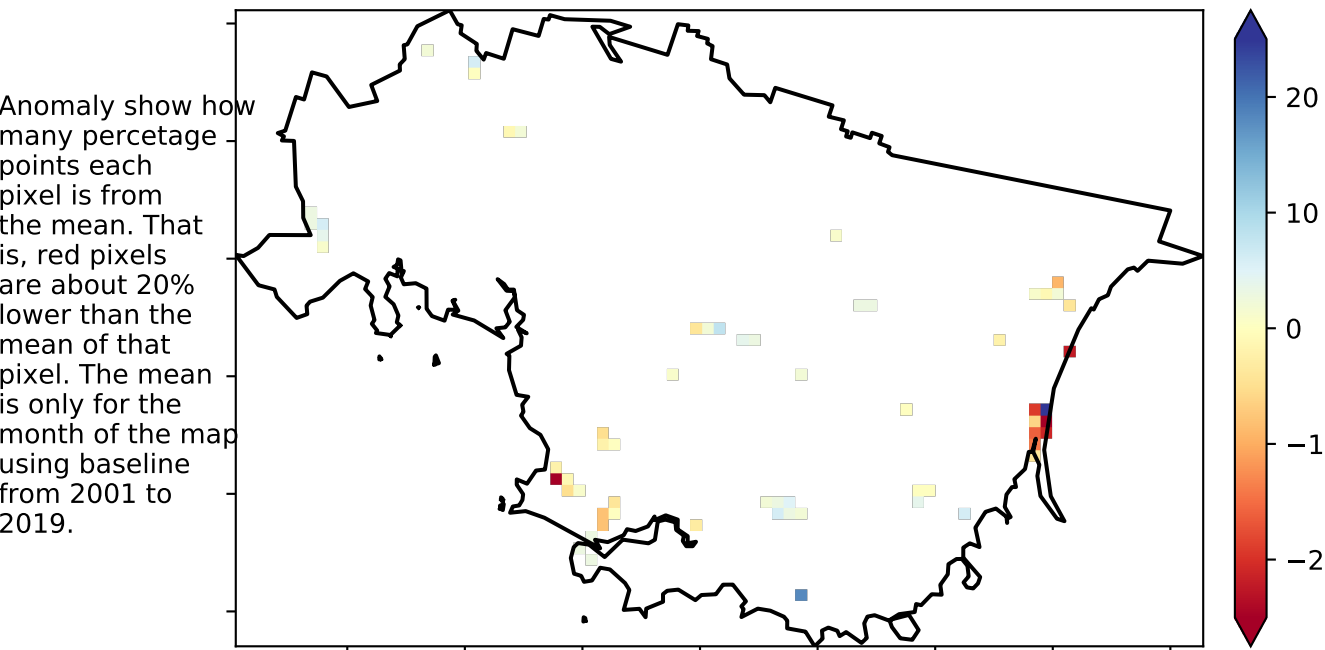 Anomaly show how
many percetage
points each
pixel is from
the mean. That
is, red pixels
are about 20%
lower than the
mean of that
pixel. The mean
is only for the
month of the map
using baseline
from 2001 to
2019.
20
10
0
−1
−2